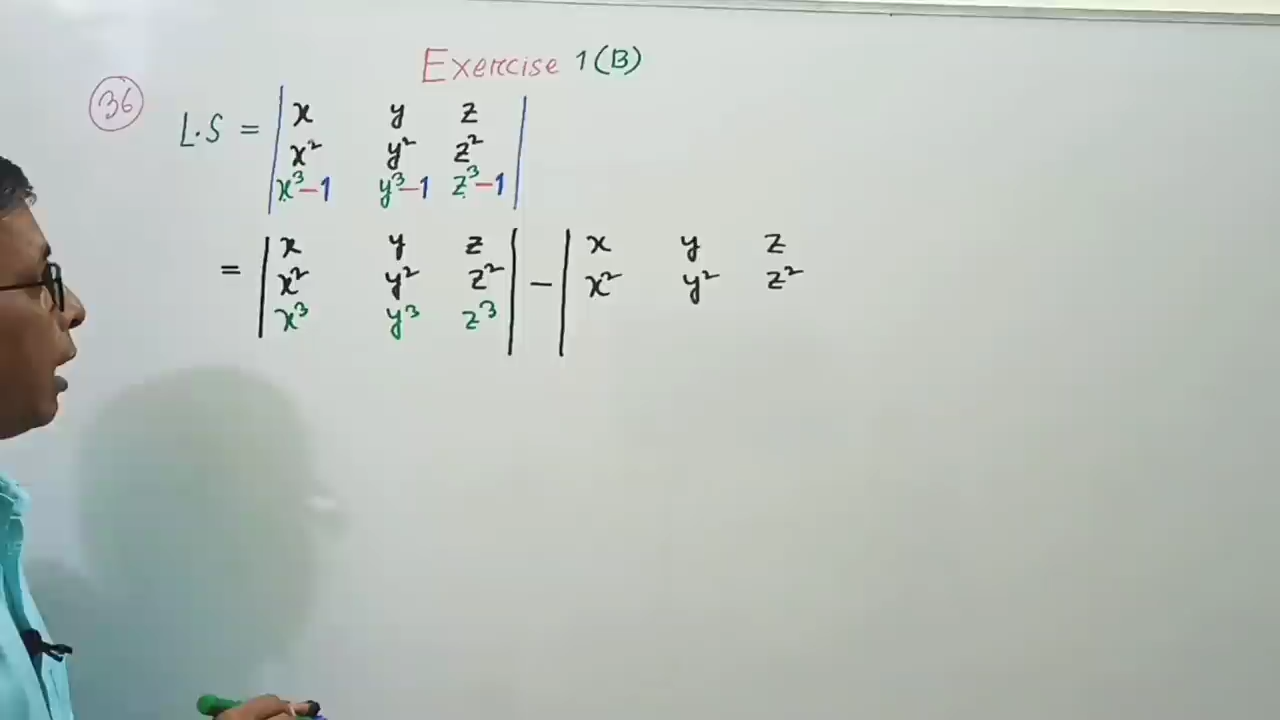 Exercise 1(B)
36 L.S = | x y z |
| x² y² z² |
| x³-1 y³-1 z³-1 |
= | x y z | - | x y z
| x² y² z² | | x² y² z²
| x³ y³ z³ | |